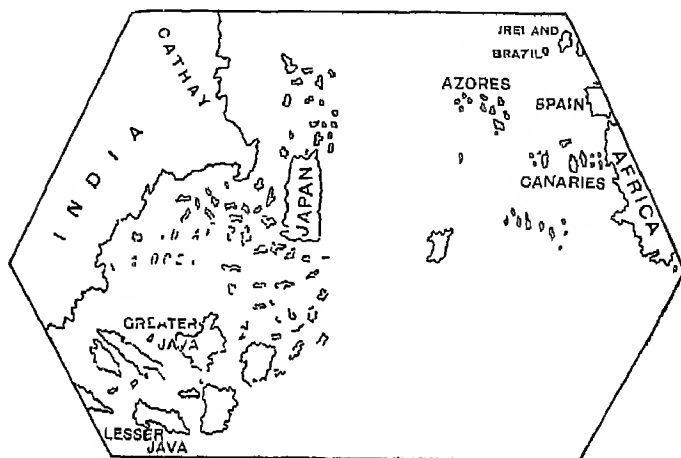 CATHAY
INDIA
JAPAN
IRELAND
BRAZIL
AZORES
SPAIN
AFRICA
CANARIES
GREATER
JAVA
LESSER
JAVA